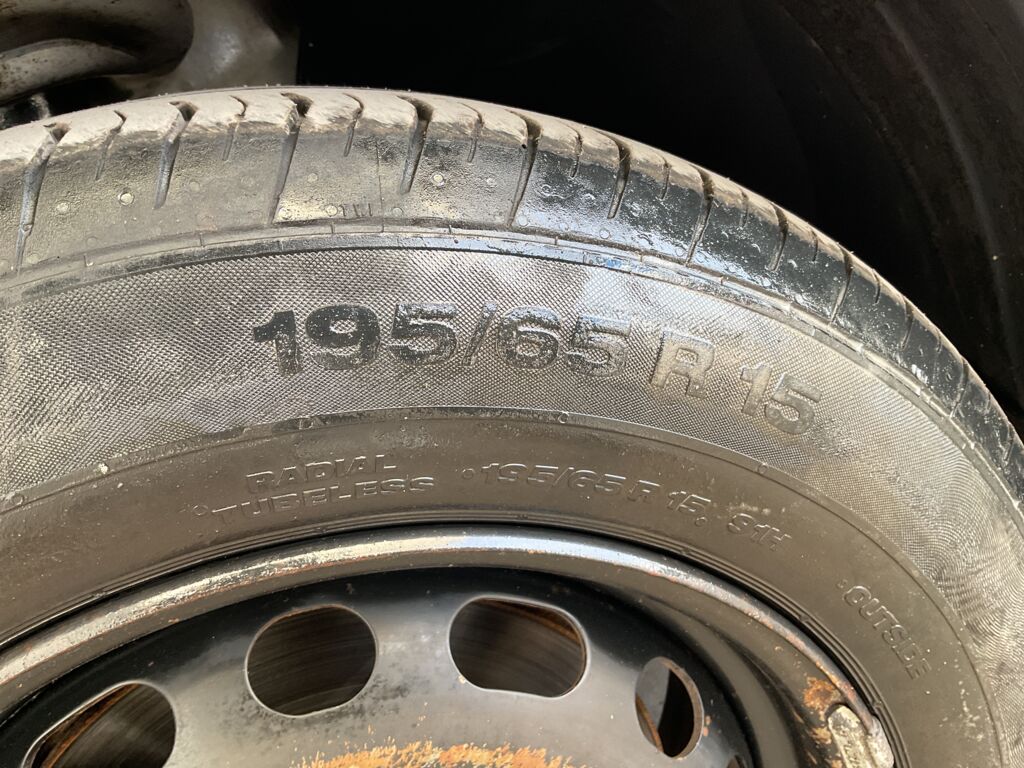 195/65 R 15
RADIAL
TUBELESS
195/65 R 15 91H
OUTSIDE